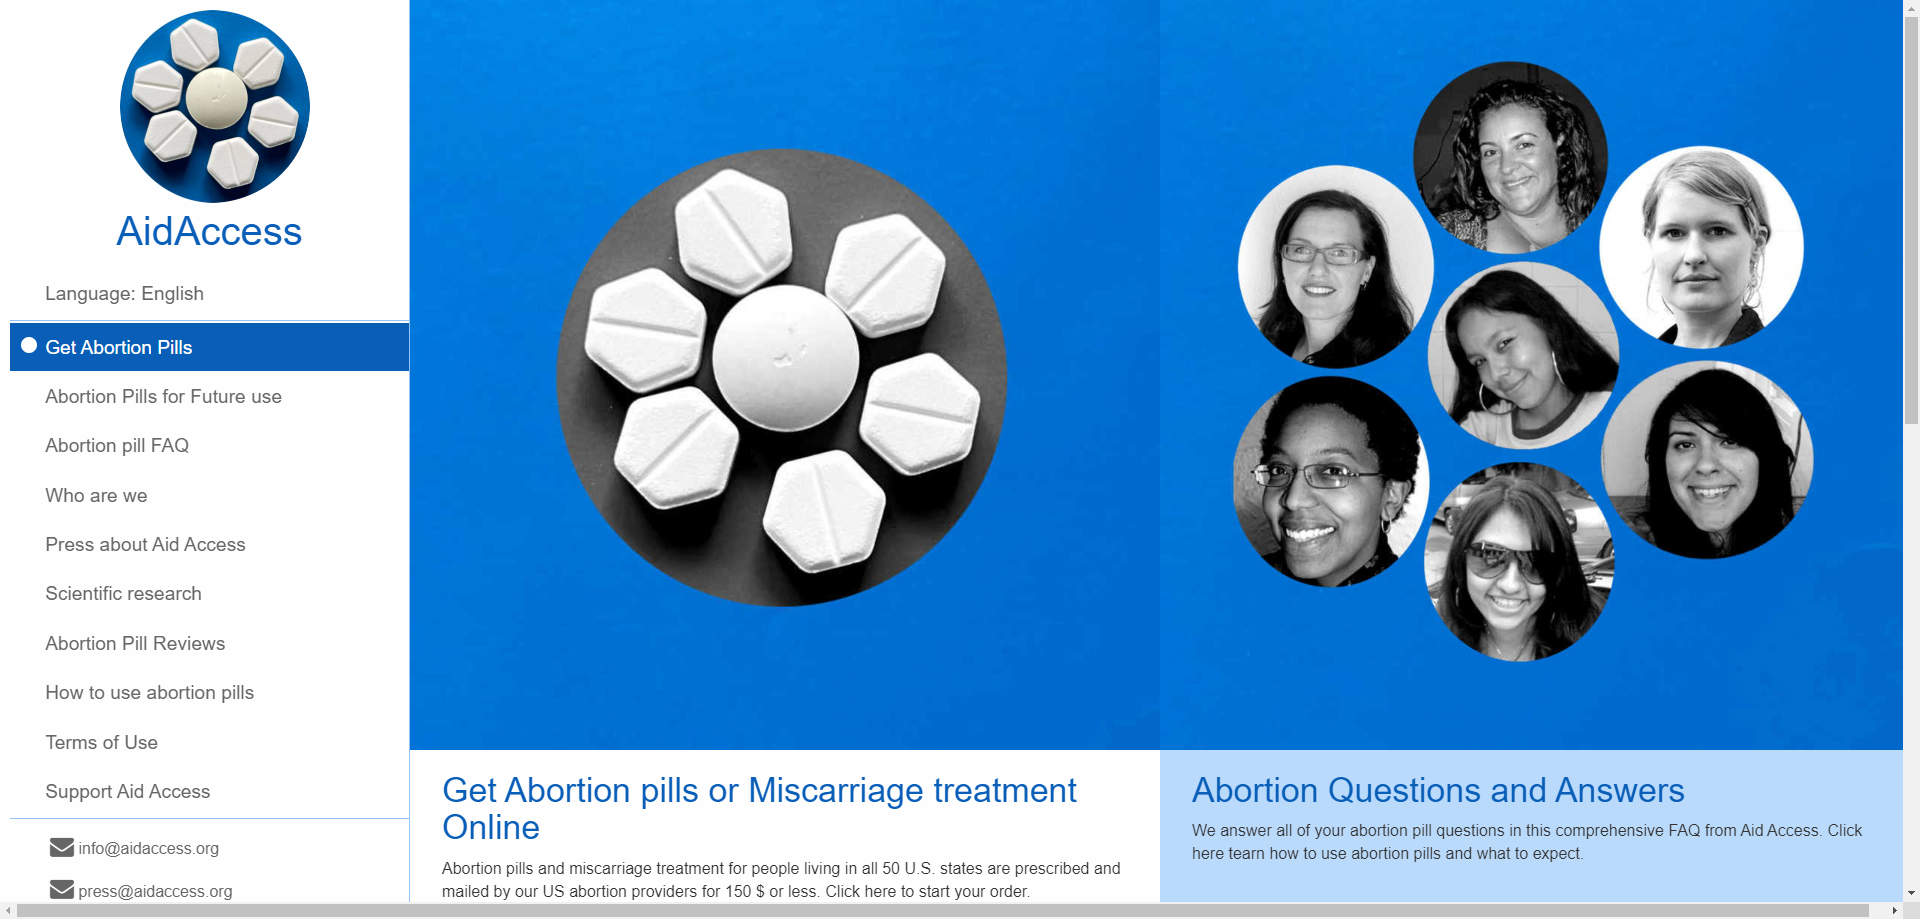 AidAccess
Language: English
Get Abortion Pills
Abortion Pills for Future use
Abortion pill FAQ
Who are we
Press about Aid Access
Scientific research
Abortion Pill Reviews
How to use abortion pills
Terms of Use
Support Aid Access
info@aidaccess.org
press@aidaccess.org
Get Abortion pills or Miscarriage treatment
Online
Abortion pills and miscarriage treatment for people living in all 50 U.S. states are prescribed and
mailed by our US abortion providers for 150 $ or less. Click here to start your order.
Abortion Questions and Answers
We answer all of your abortion pill questions in this comprehensive FAQ from Aid Access. Click
here tearn how to use abortion pills and what to expect.